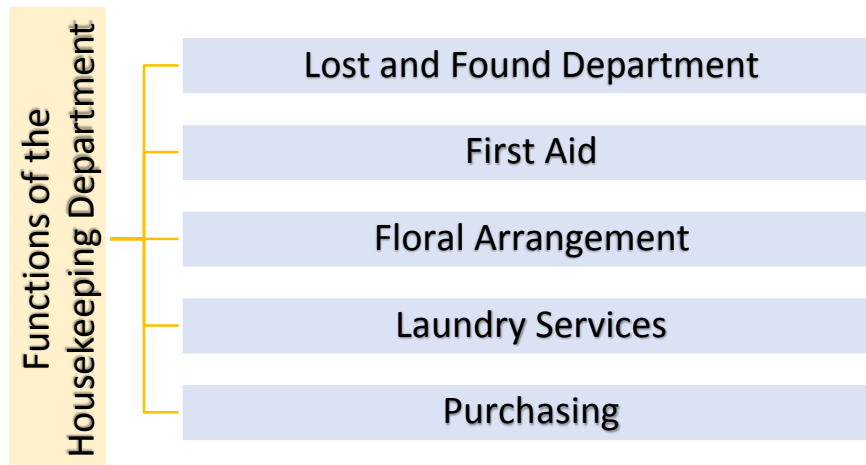 Functions of the
Housekeeping Department
Lost and Found Department
First Aid
Floral Arrangement
Laundry Services
Purchasing